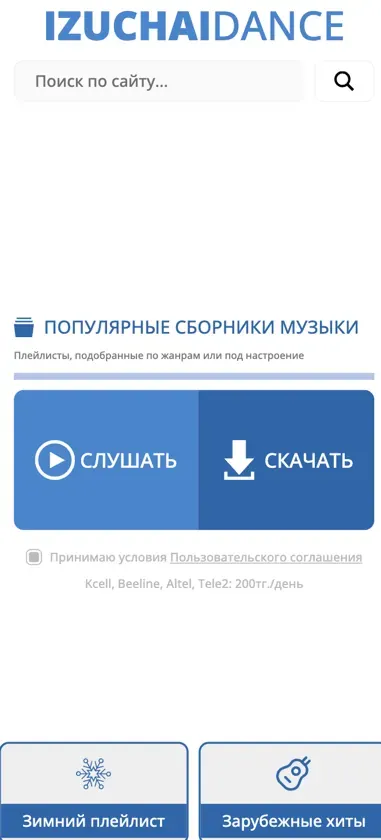 IZUCHAIDANCE
Поиск по сайту...
ПОПУЛЯРНЫЕ СБОРНИКИ МУЗЫКИ
Плейлисты, подобранные по жанрам или под настроение
СЛУШАТЬ
СКАЧАТЬ
Принимаю условия Пользовательского соглашения
Kcell, Beeline, Altel, Tele2: 200тг./день
Зимний плейлист
Зарубежные хиты